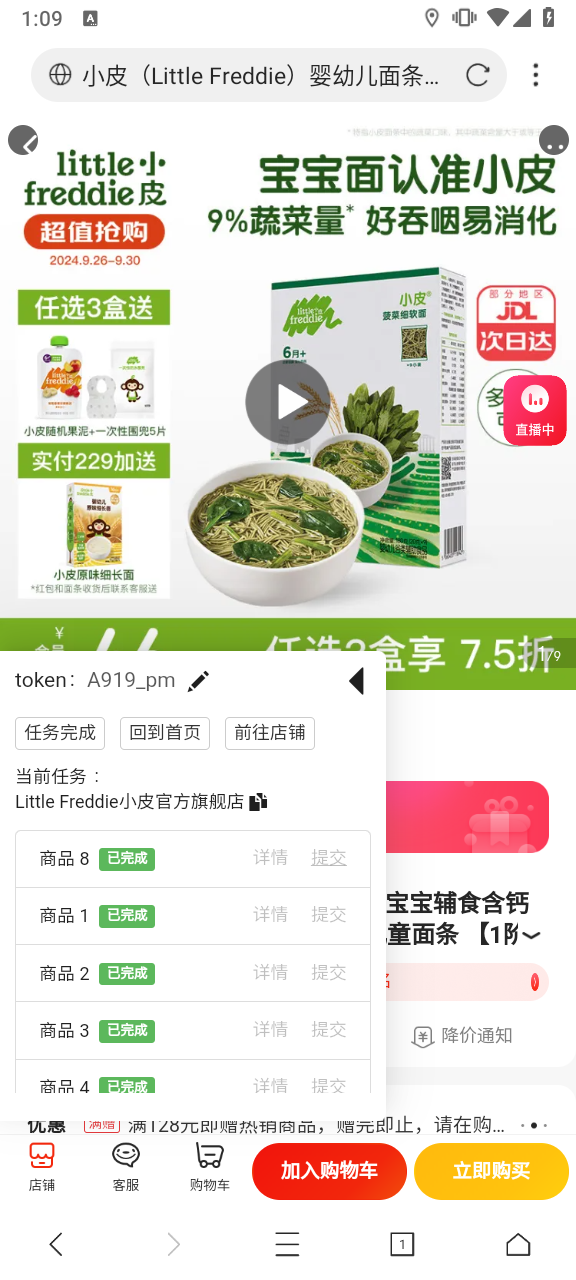 1:09
A
小皮（Little Freddie）婴幼儿面条...
little 小
freddie 皮
超值抢购
2024.9.26-9.30
宝宝面认准小皮
9%蔬菜量* 好吞咽易消化
任选3盒送
小皮随机果泥+一次性围兜5片
实付229加送
小皮原味细长面
*红包和面条收货后联系客服送
little
freddie
小皮
菠菜细软面
6月+
部分地区
JDL
次日达
直播中
¥
任选3盒享 7.5折
1/9
token： A919_pm
任务完成
回到首页
前往店铺
当前任务 ：
Little Freddie小皮官方旗舰店
商品 8 已完成 详情 提交
商品 1 已完成 详情 提交
商品 2 已完成 详情 提交
商品 3 已完成 详情 提交
商品 4 已完成 详情 提交
宝宝辅食含钙
童面条 【1阶
降价通知
优惠 满赠 满128元即赠热销商品，赠完即止，请在购...
店铺
客服
购物车
加入购物车
立即购买
1